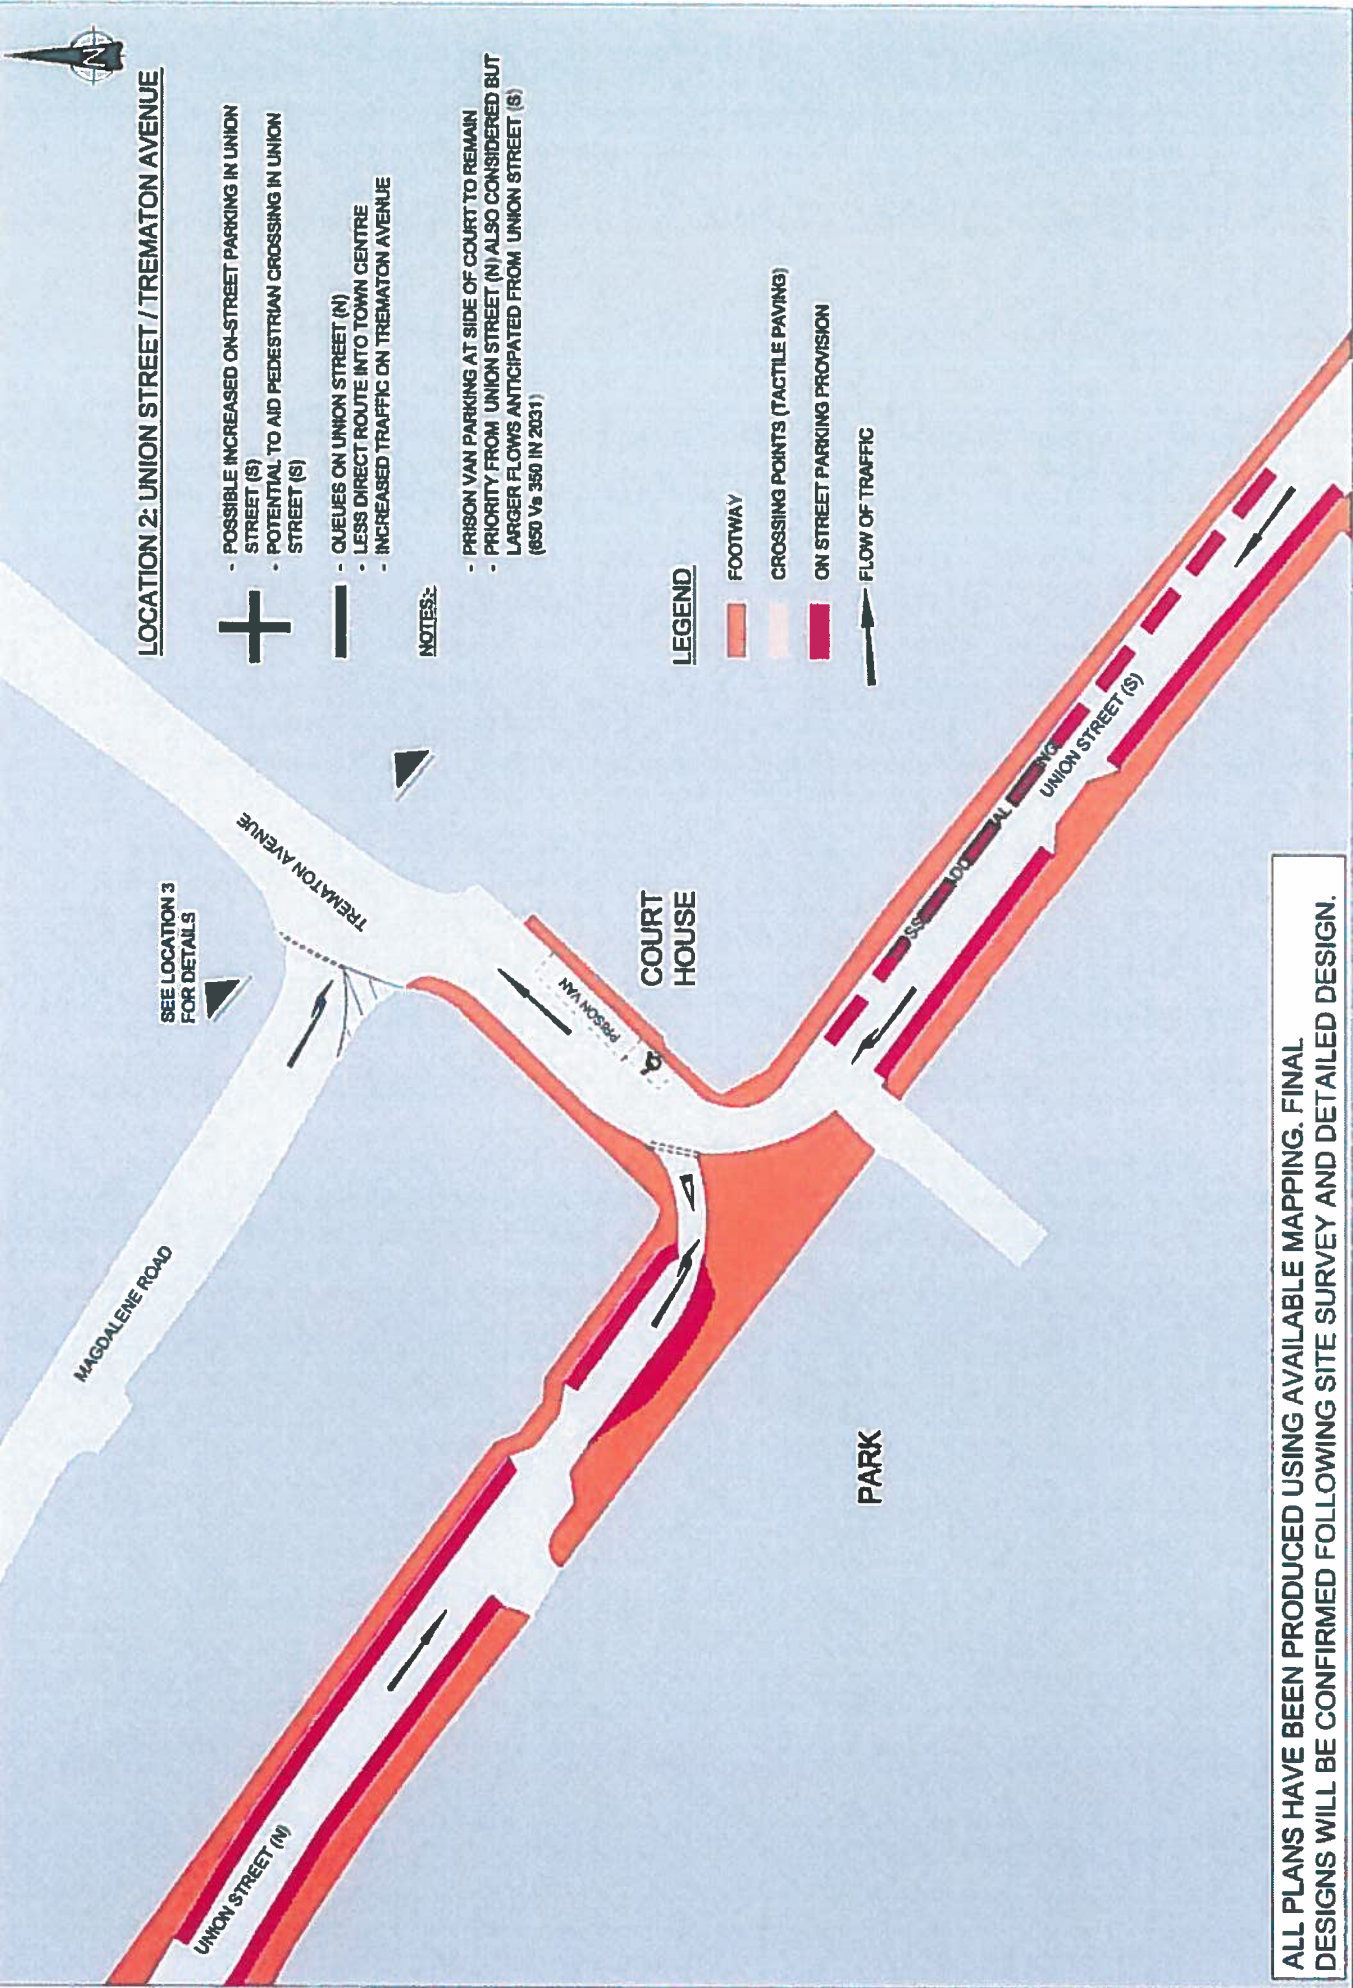 N
LOCATION 2: UNION STREET / TREMATON AVENUE
- POSSIBLE INCREASED ON-STREET PARKING IN UNION
STREET (S)
- POTENTIAL TO AID PEDESTRIAN CROSSING IN UNION
STREET (S)
- QUEUES ON UNION STREET (N)
- LESS DIRECT ROUTE INTO TOWN CENTRE
- INCREASED TRAFFIC ON TREMATON AVENUE
NOTES:-
- PRISON VAN PARKING AT SIDE OF COURT TO REMAIN
- PRIORITY FROM UNION STREET (N) ALSO CONSIDERED BUT
LARGER FLOWS ANTICIPATED FROM UNION STREET (S)
(650 Vs 350 IN 2031)
LEGEND
FOOTWAY
CROSSING POINTS (TACTILE PAVING)
ON STREET PARKING PROVISION
FLOW OF TRAFFIC
SEE LOCATION 3
FOR DETAILS
MAGDALENE ROAD
TREMATON AVENUE
PRISON VAN
COURT
HOUSE
UNION STREET (N)
UNION STREET (S)
PARK
ALL PLANS HAVE BEEN PRODUCED USING AVAILABLE MAPPING. FINAL
DESIGNS WILL BE CONFIRMED FOLLOWING SITE SURVEY AND DETAILED DESIGN.